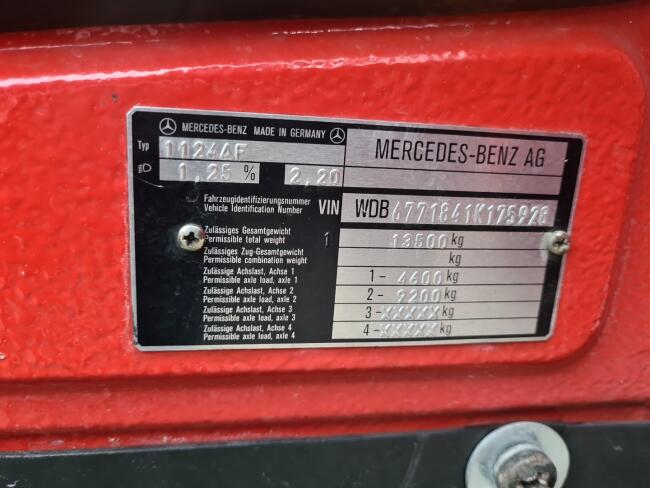 MERCEDES-BENZ MADE IN GERMANY
Typ 1124AF
MERCEDES-BENZ AG
1,25 % 2,20
Fahrzeugidentifizierungsnummer
Vehicle Identification Number VIN WDB6771841K175928
Zulässiges Gesamtgewicht
Permissible total weight 1 13500 kg
Zulässiges Zug-Gesamtgewicht
Permissible combination weight kg
Zulässige Achslast, Achse 1
Permissible axle load, axle 1 1- 4600 kg
Zulässige Achslast, Achse 2
Permissible axle load, axle 2 2- 9200 kg
Zulässige Achslast, Achse 3
Permissible axle load, axle 3 3- XXXXX kg
Zulässige Achslast, Achse 4
Permissible axle load, axle 4 4- XXXXX kg